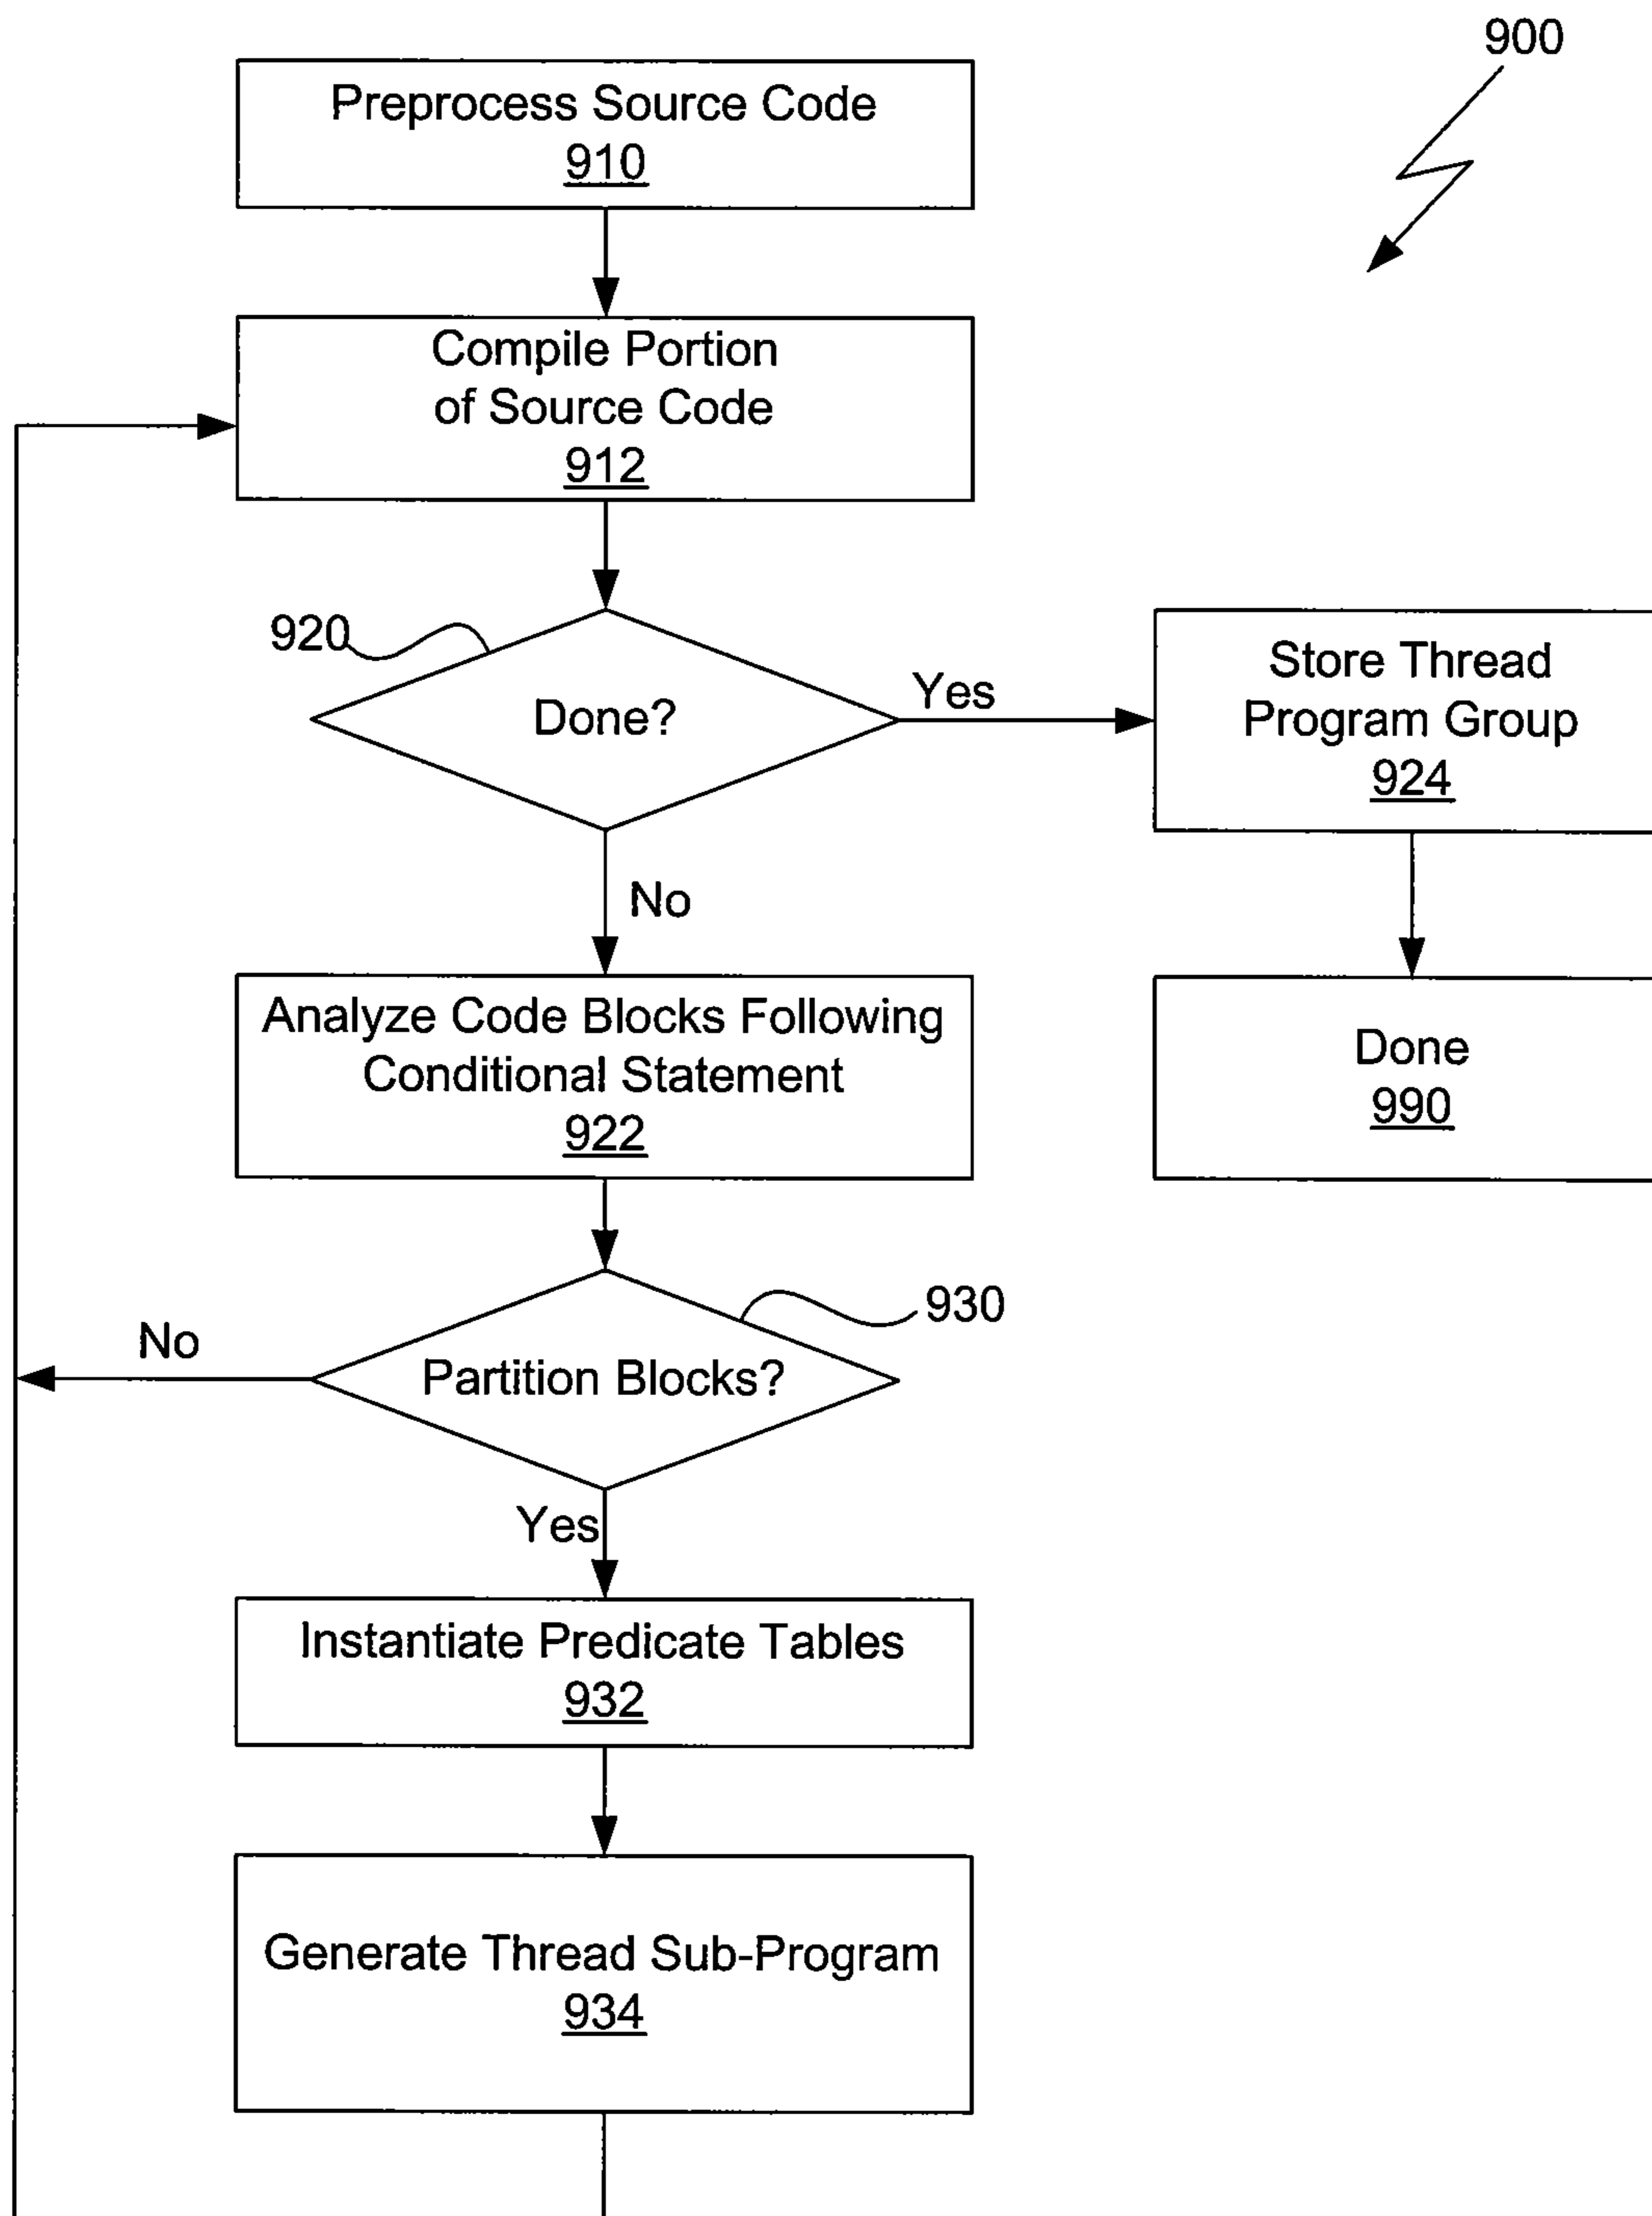 900
Preprocess Source Code
910
Compile Portion
of Source Code
912
920
Done?
Yes
Store Thread
Program Group
924
No
Analyze Code Blocks Following
Conditional Statement
922
Done
990
930
No
Partition Blocks?
Yes
Instantiate Predicate Tables
932
Generate Thread Sub-Program
934